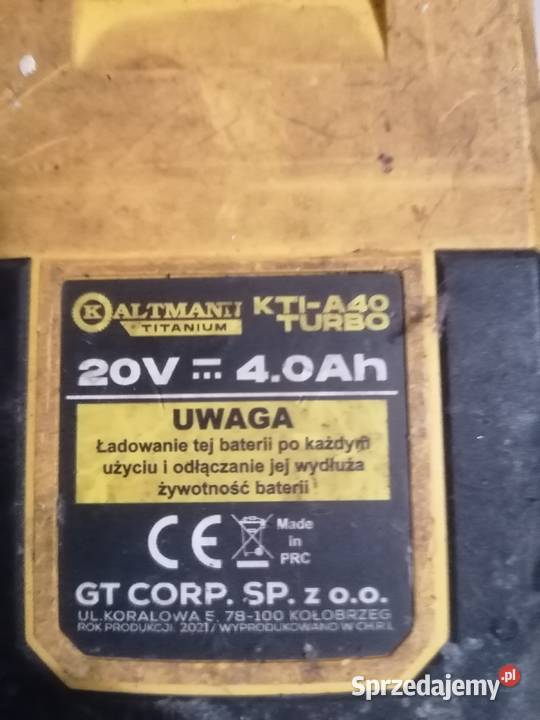 KALTMANN KTI-A40
TITANIUM TURBO
20V 4.0Ah
UWAGA
Ładowanie tej baterii po każdym
użyciu i odłączanie jej wydłuża
żywotność baterii
CE Made
in
PRC
GT CORP. SP. z o.o.
UL.KORALOWA 5, 78-100 KOŁOBRZEG
ROK PRODUKCJI: 2021 / WYPRODUKOWANO W CH.R.L
Sprzedajemy.pl